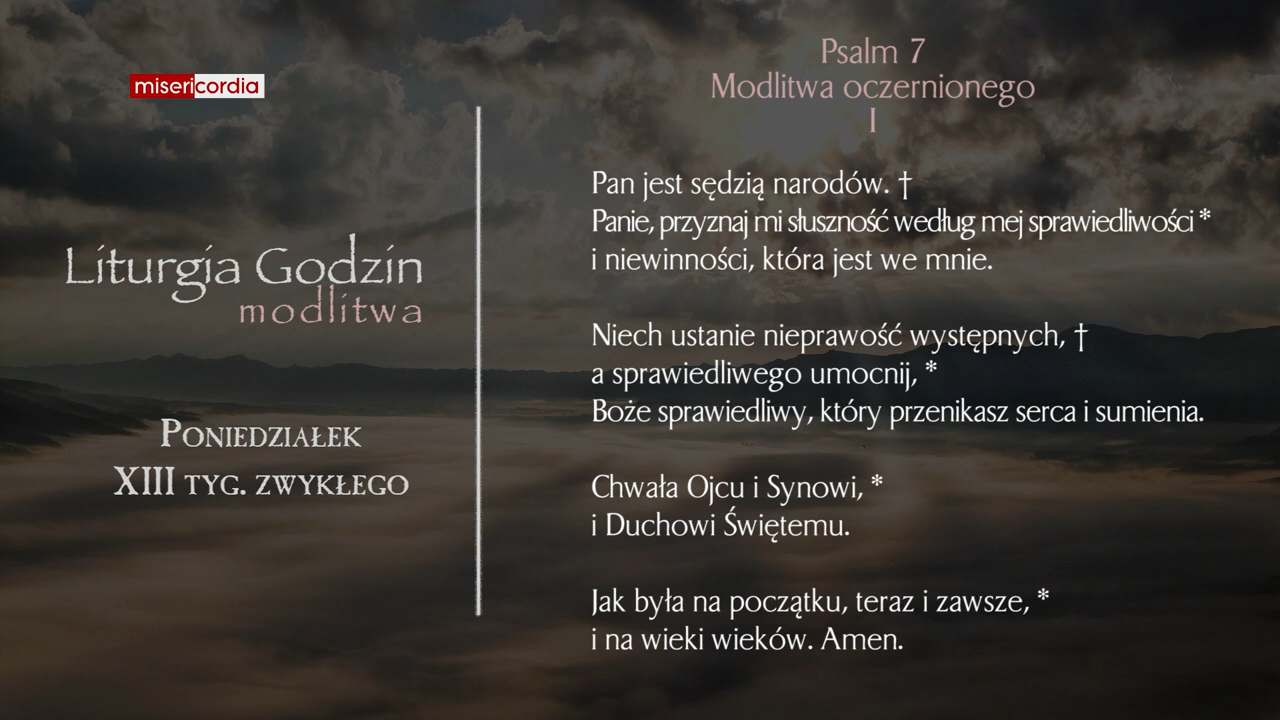 misericordia
Liturgia Godzin
modlitwa
Poniedziałek
XIII tyg. zwykłego
Psalm 7
Modlitwa oczernionego
I
Pan jest sędzią narodów. †
Panie, przyznaj mi słuszność według mej sprawiedliwości *
i niewinności, która jest we mnie.
Niech ustanie nieprawość występnych, †
a sprawiedliwego umocnij, *
Boże sprawiedliwy, który przenikasz serca i sumienia.
Chwała Ojcu i Synowi, *
i Duchowi Świętemu.
Jak była na początku, teraz i zawsze, *
i na wieki wieków. Amen.